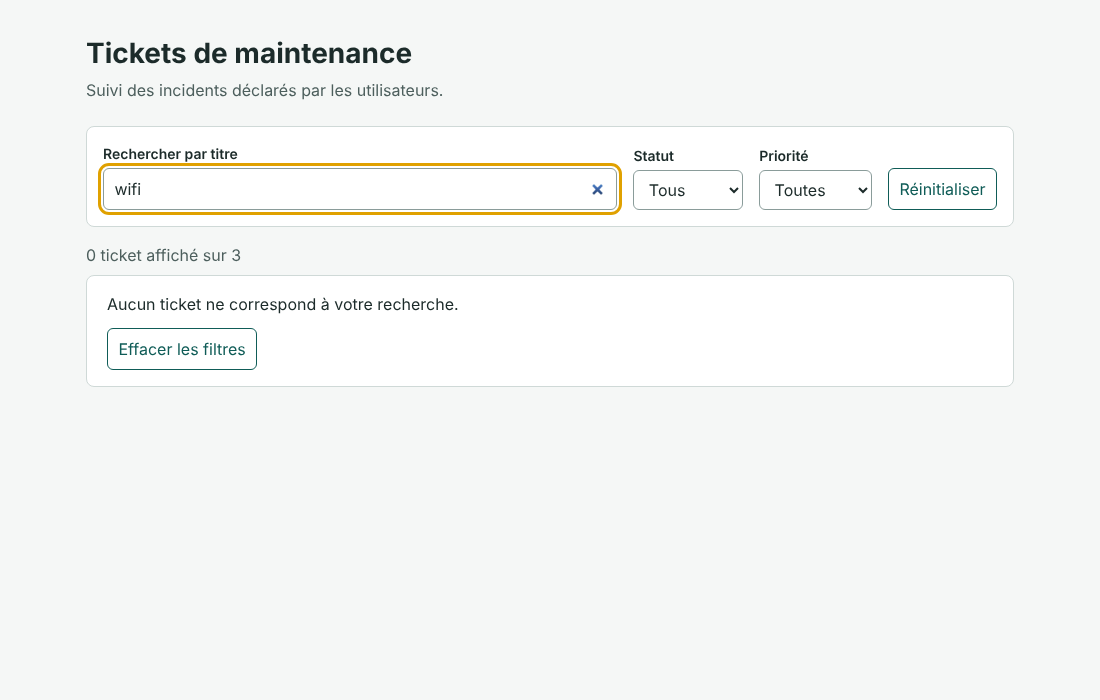 Tickets de maintenance
Suivi des incidents déclarés par les utilisateurs.
Rechercher par titre
wifi
Statut
Tous
Priorité
Toutes
Réinitialiser
0 ticket affiché sur 3
Aucun ticket ne correspond à votre recherche.
Effacer les filtres